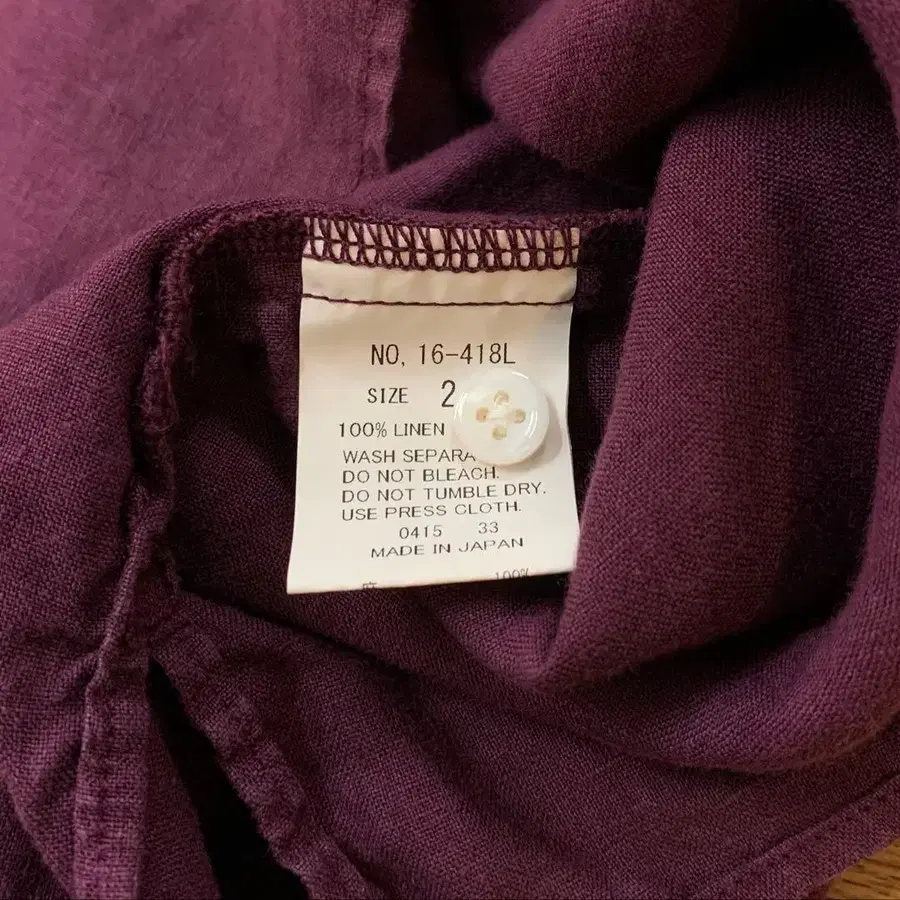 NO. 16-418L
SIZE 2
100% LINEN
WASH SEPARA
DO NOT BLEACH.
DO NOT TUMBLE DRY.
USE PRESS CLOTH.
0415 33
MADE IN JAPAN
100%